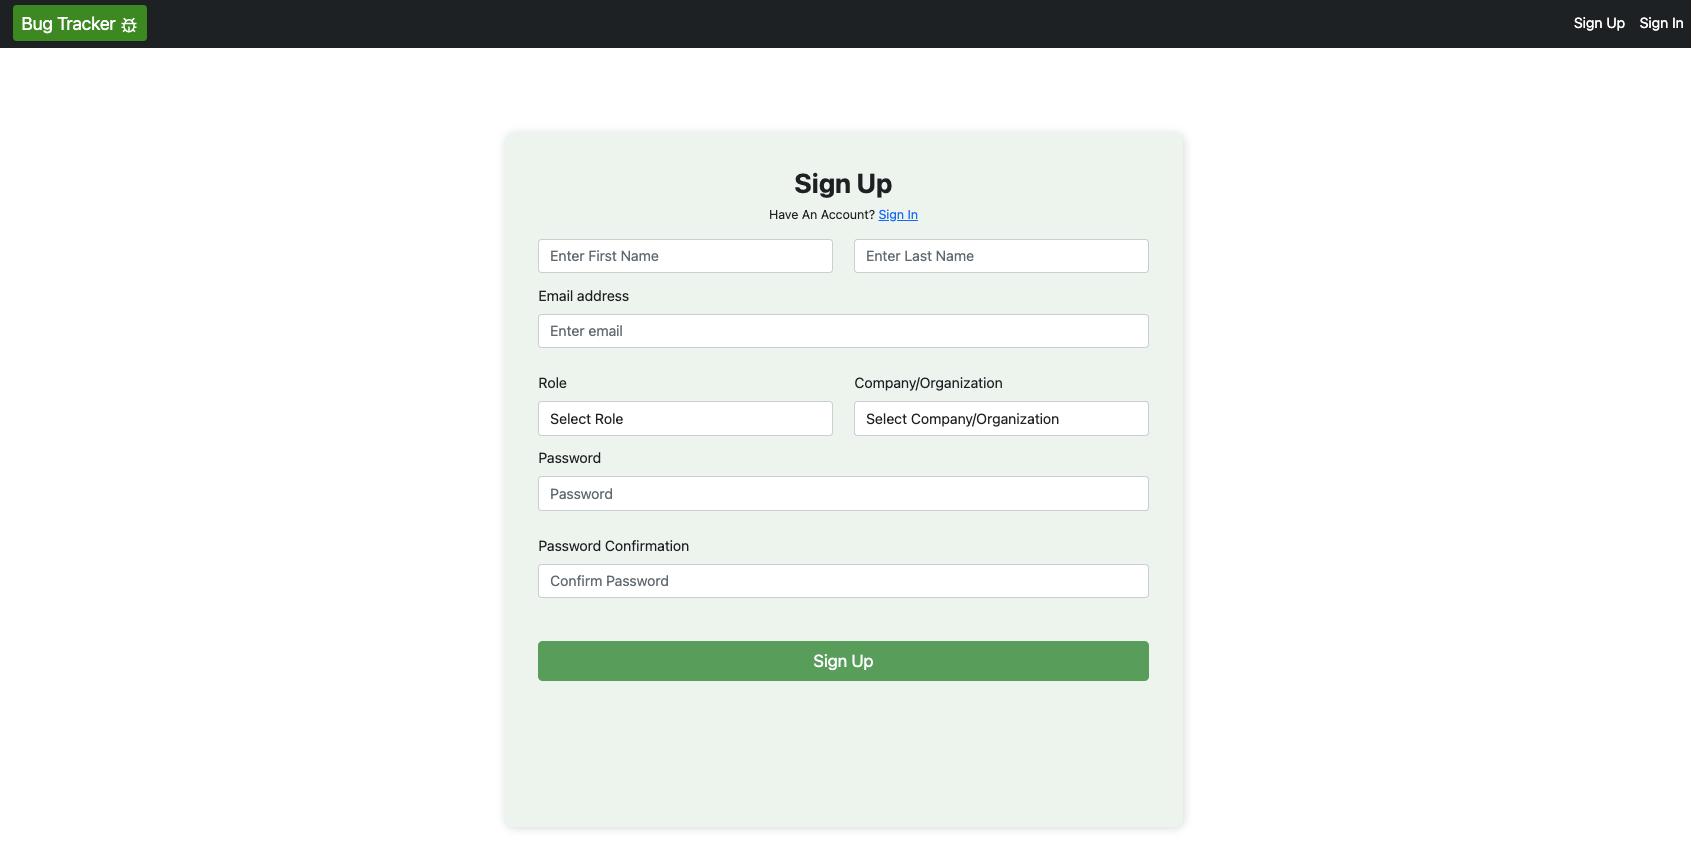 Bug Tracker
Sign Up Sign In
Sign Up
Have An Account? Sign In
Enter First Name Enter Last Name
Email address
Enter email
Role Company/Organization
Select Role Select Company/Organization
Password
Password
Password Confirmation
Confirm Password
Sign Up